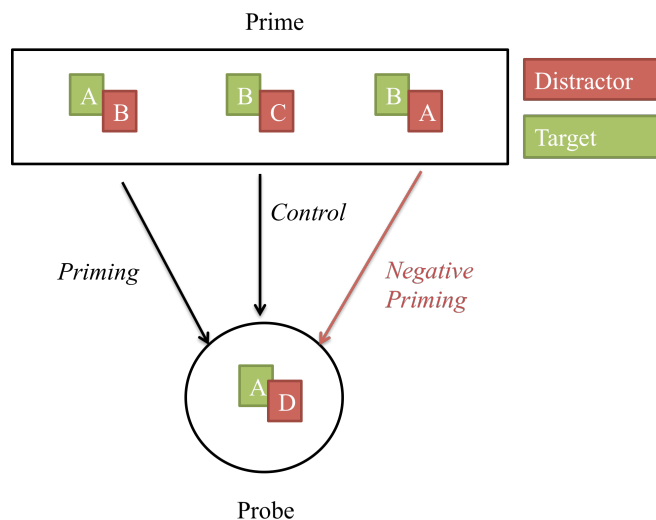 Prime
A B
B C
B A
Distractor
Target
Control
Priming
Negative
Priming
A D
Probe